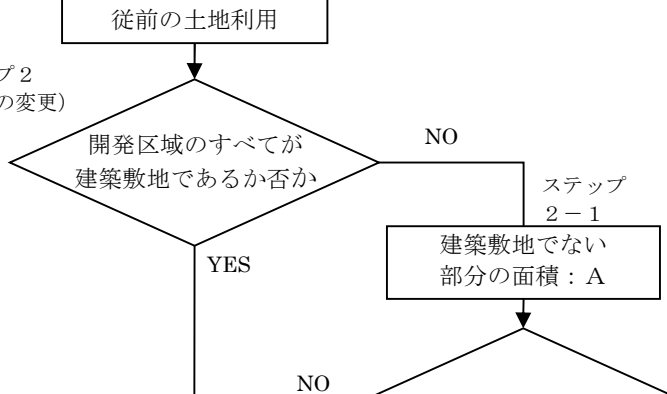 従前の土地利用
プ2
の変更)
開発区域のすべてが
建築敷地であるか否か
NO
ステップ
2-1
建築敷地でない
部分の面積:A
YES
NO